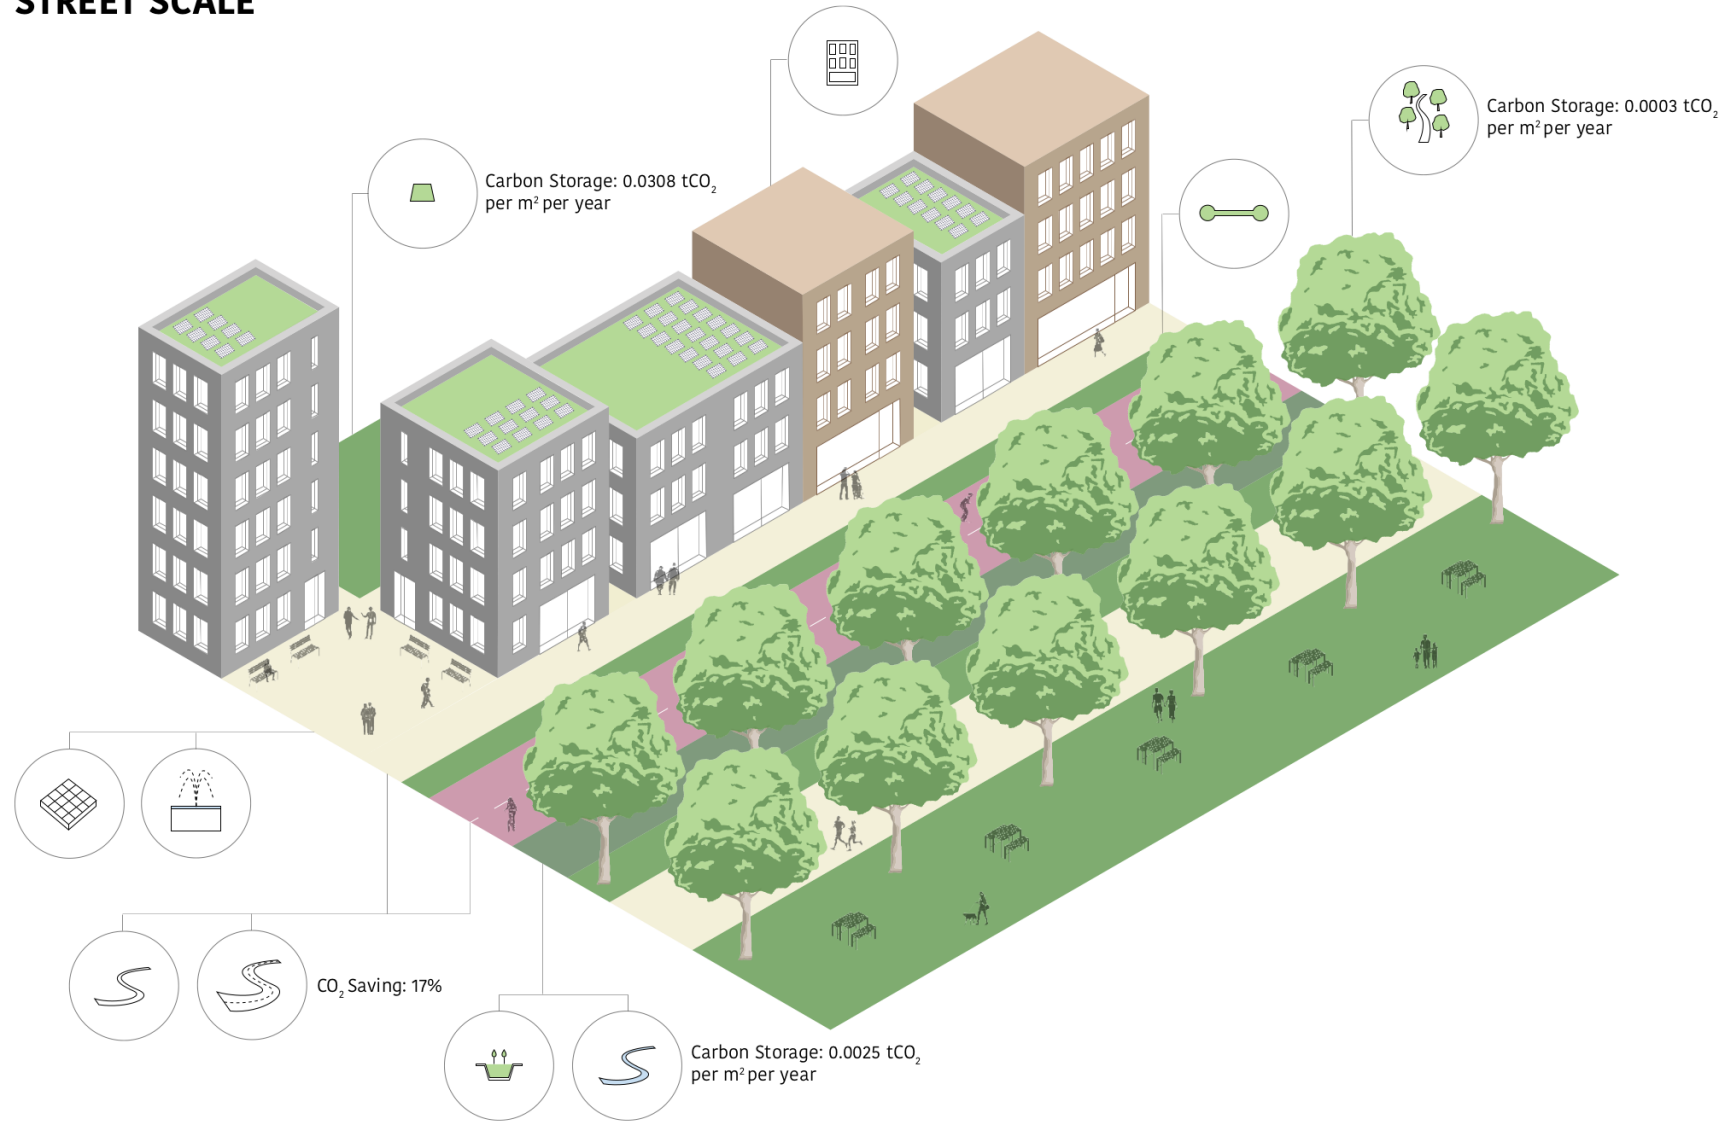 STREET SCALE
Carbon Storage: 0.0003 tCO₂
per m² per year
Carbon Storage: 0.0308 tCO₂
per m² per year
CO₂ Saving: 17%
Carbon Storage: 0.0025 tCO₂
per m² per year